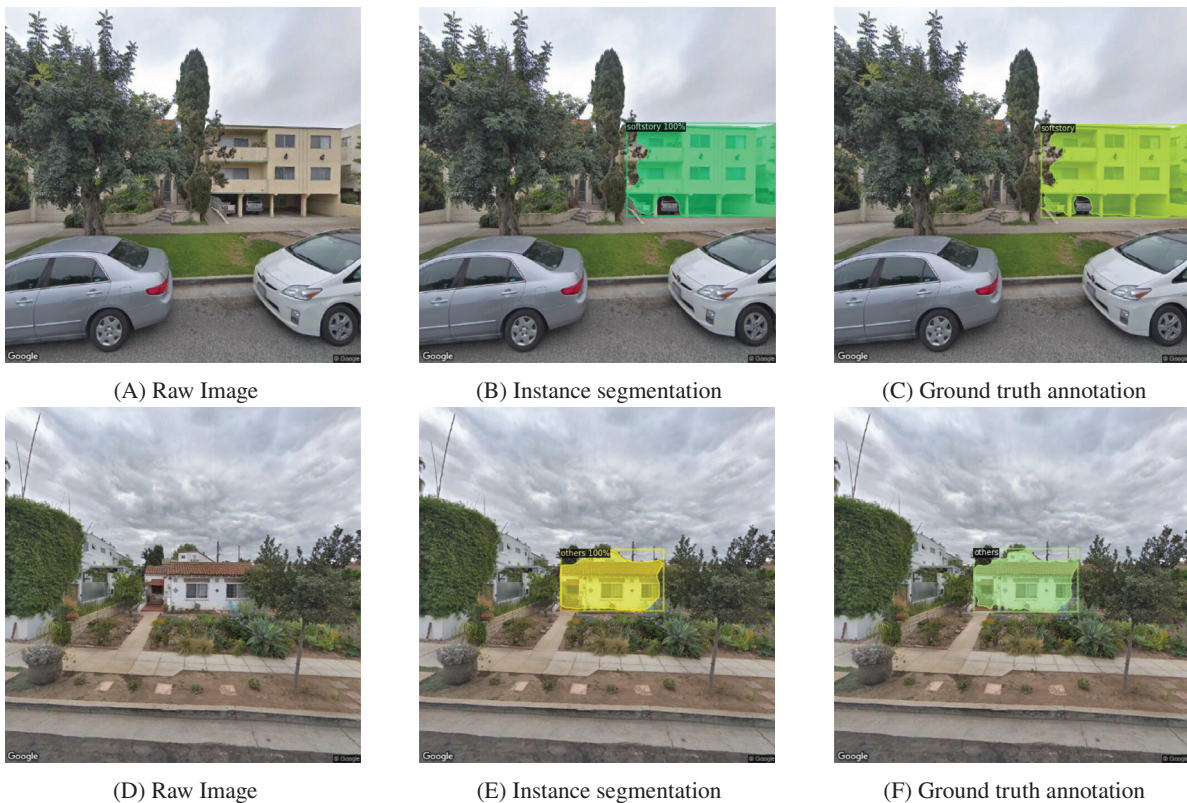 softstory 100%
softstory
Google
© Google
Google
© Google
Google
© Google
(A) Raw Image
(B) Instance segmentation
(C) Ground truth annotation
others 100%
others
Google
© Google
Google
© Google
Google
© Google
(D) Raw Image
(E) Instance segmentation
(F) Ground truth annotation